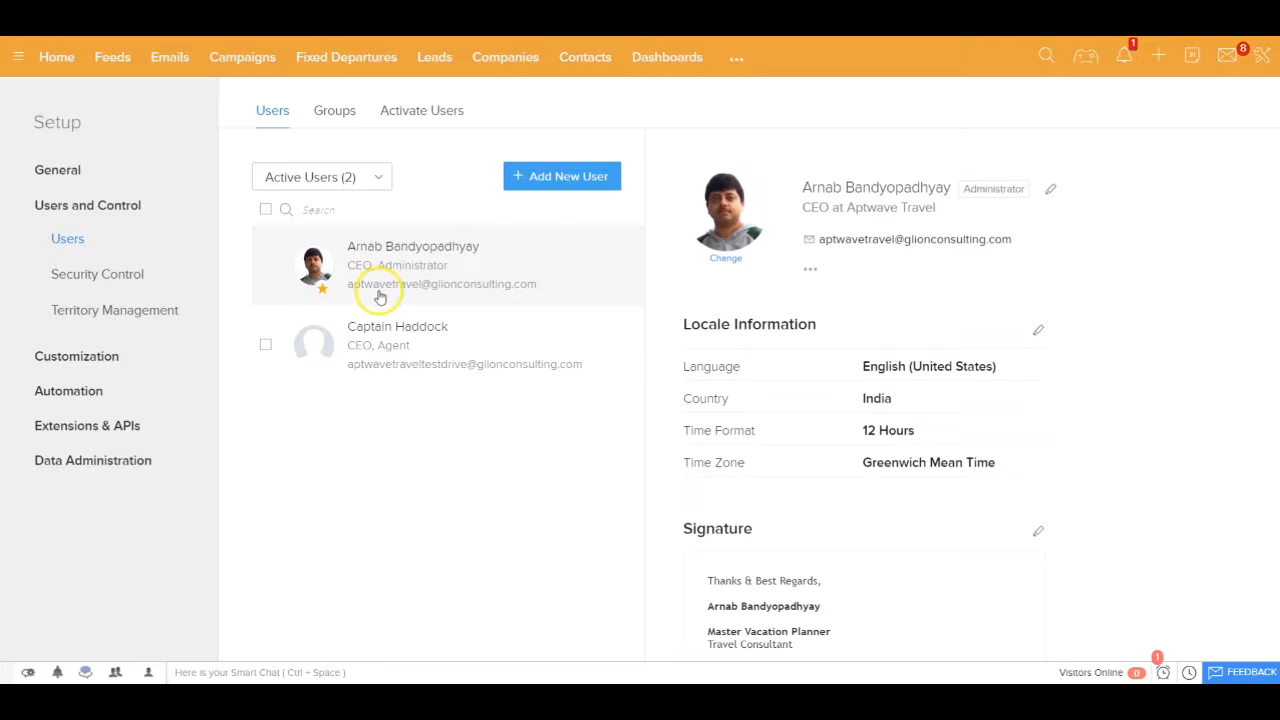 Home Feeds Emails Campaigns Fixed Departures Leads Companies Contacts Dashboards ...
1
8
Setup
General
Users and Control
Users
Security Control
Territory Management
Customization
Automation
Extensions & APIs
Data Administration
Users Groups Activate Users
Active Users (2)
+ Add New User
Search
Arnab Bandyopadhyay
CEO, Administrator
aptwavetravel@glionconsulting.com
Captain Haddock
CEO, Agent
aptwavetraveltestdrive@glionconsulting.com
Change
Arnab Bandyopadhyay Administrator
CEO at Aptwave Travel
aptwavetravel@glionconsulting.com
Locale Information
Language English (United States)
Country India
Time Format 12 Hours
Time Zone Greenwich Mean Time
Signature
Thanks & Best Regards,
Arnab Bandyopadhyay
Master Vacation Planner
Travel Consultant
Here is your Smart Chat ( Ctrl + Space )
Visitors Online 0
1
FEEDBACK